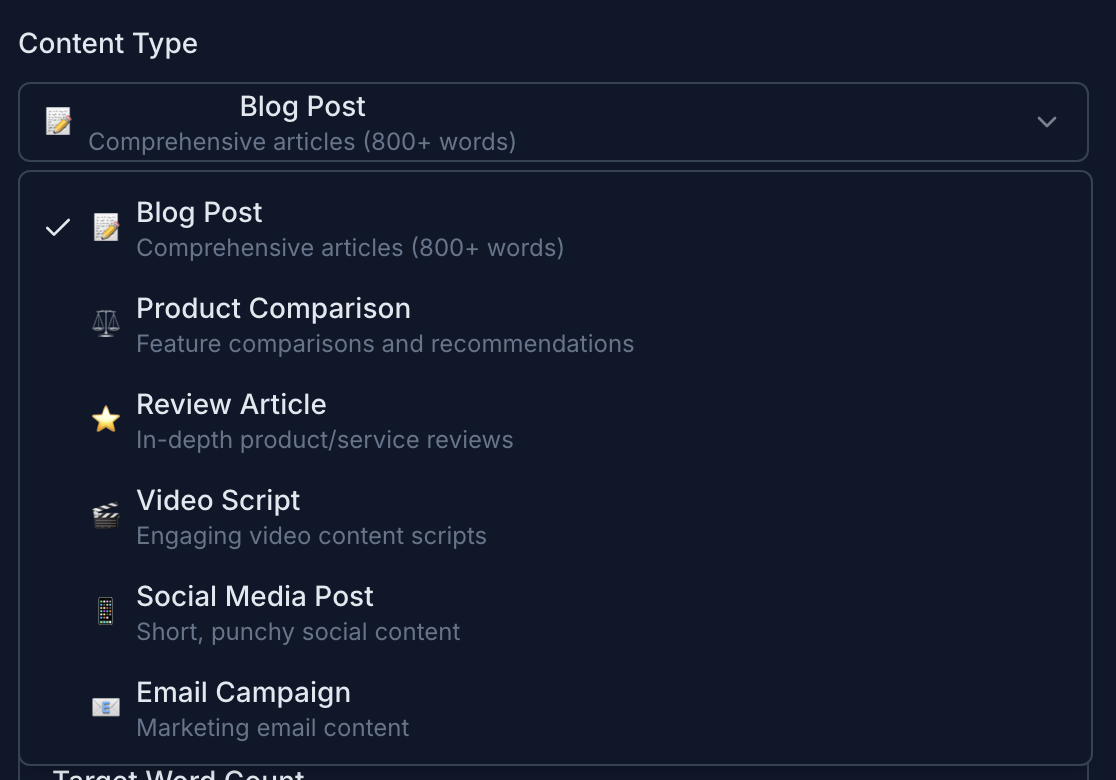 Content Type
Blog Post
Comprehensive articles (800+ words)
Blog Post
Comprehensive articles (800+ words)
Product Comparison
Feature comparisons and recommendations
Review Article
In-depth product/service reviews
Video Script
Engaging video content scripts
Social Media Post
Short, punchy social content
Email Campaign
Marketing email content
Target Word Count